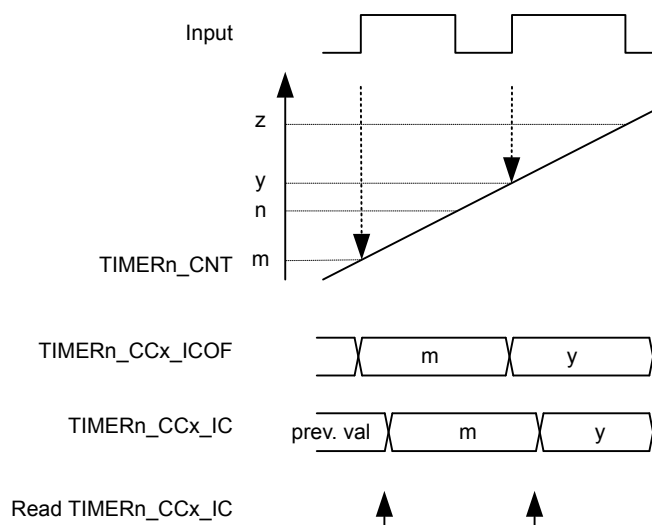 Input
z
y
n
TIMERn_CNT m
TIMERn_CCx_ICOF m y
TIMERn_CCx_IC prev. val m y
Read TIMERn_CCx_IC